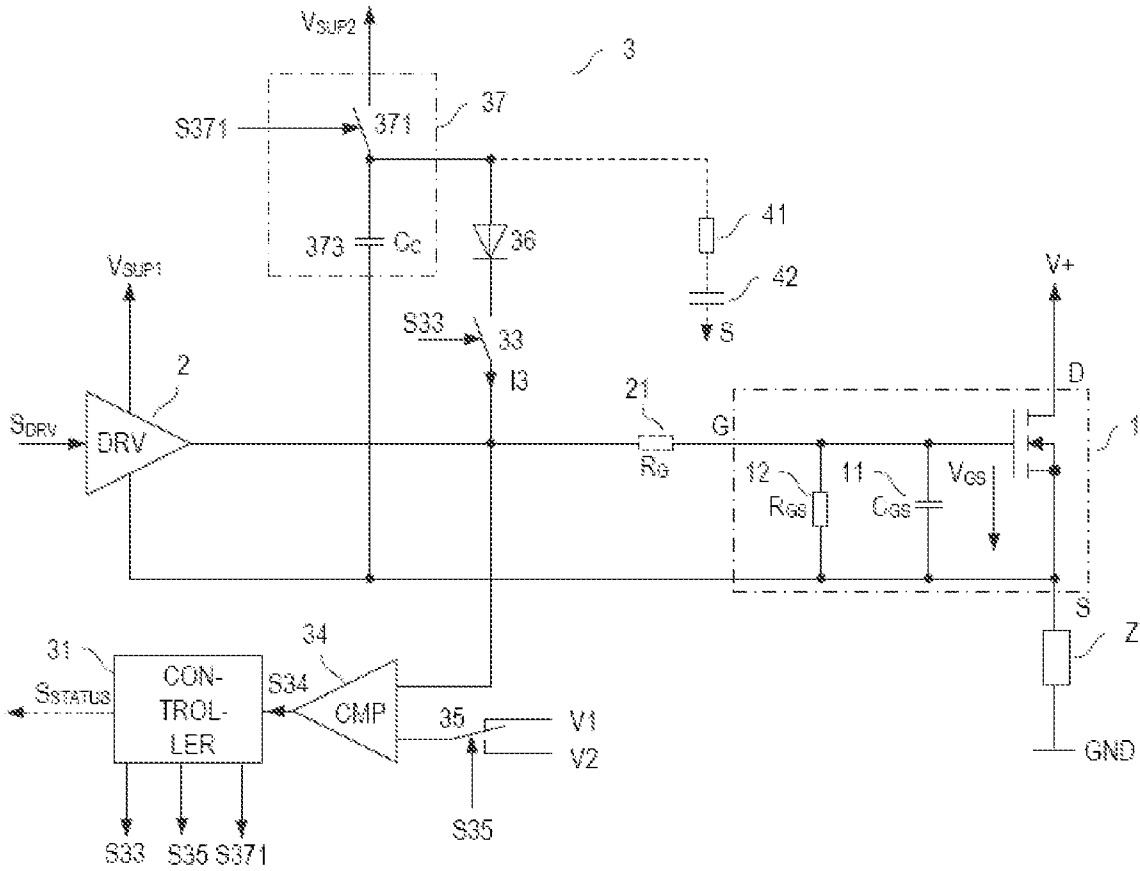 VSUP2
3
37
S371
371
41
373
CC
36
42
V+
VSUP1
S33
33
S
I3
D
2
21
G
1
SDRV
DRV
RG
12
11
VGS
RGS
CGS
S
31
34
Z
SSTATUS
CON-
TROL-
LER
S34
CMP
35
V1
V2
GND
S35
S33
S35
S371